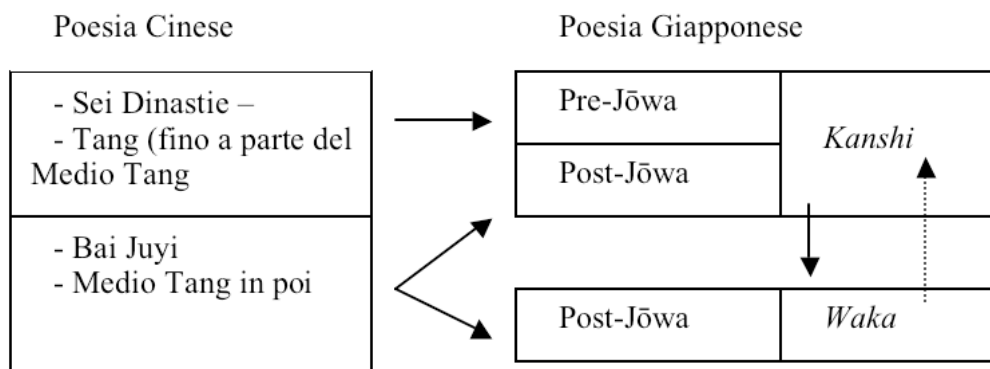 Poesia Cinese
Poesia Giapponese
- Sei Dinastie –
- Tang (fino a parte del
Medio Tang
- Bai Juyi
- Medio Tang in poi
Pre-Jōwa
Post-Jōwa
Kanshi
Post-Jōwa
Waka